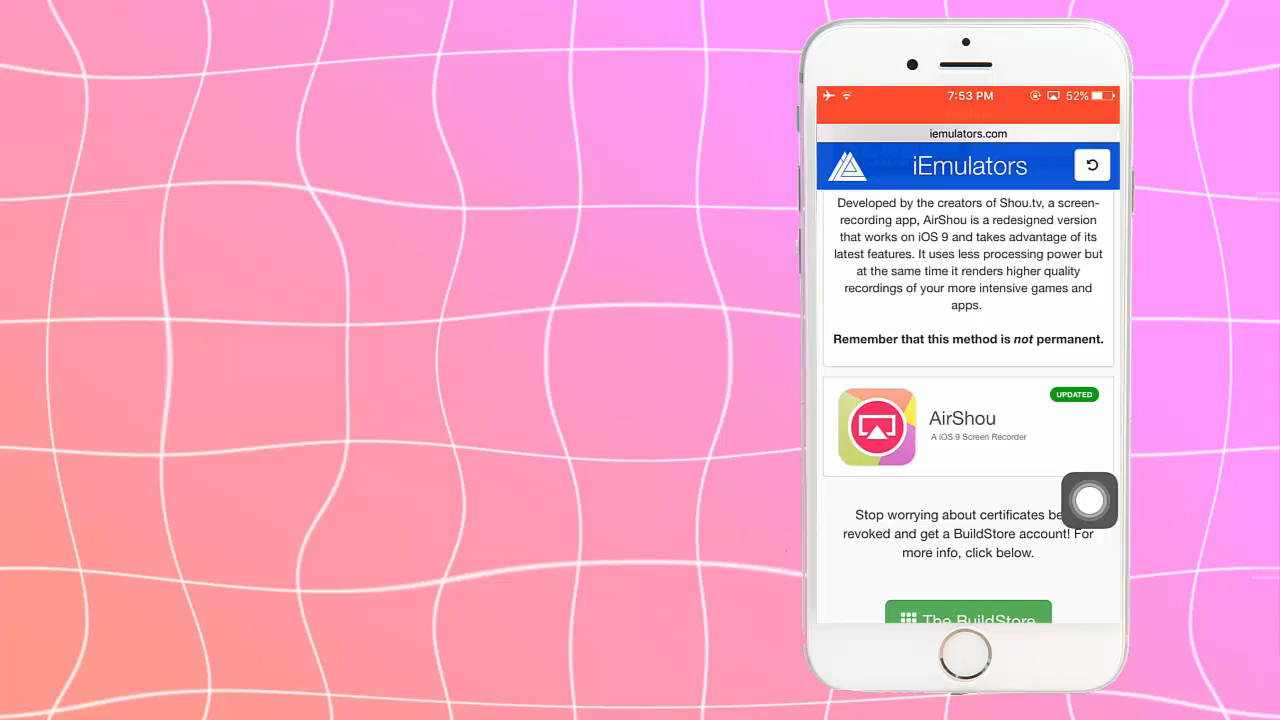 7:53 PM
52%
iemulators.com
iEmulators
Developed by the creators of Shou.tv, a screen-
recording app, AirShou is a redesigned version
that works on iOS 9 and takes advantage of its
latest features. It uses less processing power but
at the same time it renders higher quality
recordings of your more intensive games and
apps.
Remember that this method is not permanent.
UPDATED
AirShou
A iOS 9 Screen Recorder
Stop worrying about certificates be
revoked and get a BuildStore account! For
more info, click below.
The BuildStore